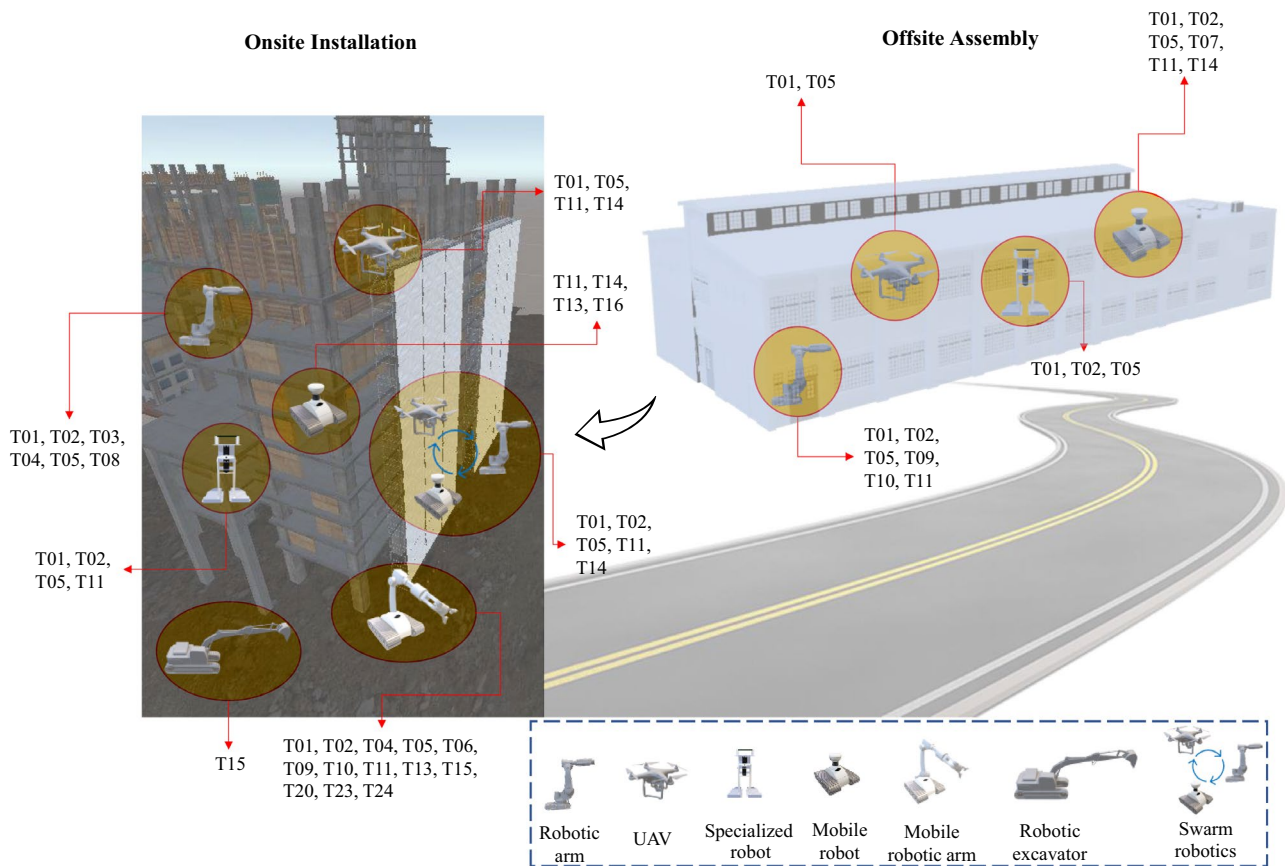 Onsite Installation
Offsite Assembly
T01, T02,
T05, T07,
T11, T14
T01, T05
T01, T05,
T11, T14
T11, T14,
T13, T16
T01, T02, T05
T01, T02, T03,
T04, T05, T08
T01, T02,
T05, T09,
T10, T11
T01, T02,
T05, T11,
T14
T01, T02,
T05, T11
T15
T01, T02, T04, T05, T06,
T09, T10, T11, T13, T15,
T20, T23, T24
Robotic
arm
UAV
Specialized
robot
Mobile
robot
Mobile
robotic arm
Robotic
excavator
Swarm
robotics